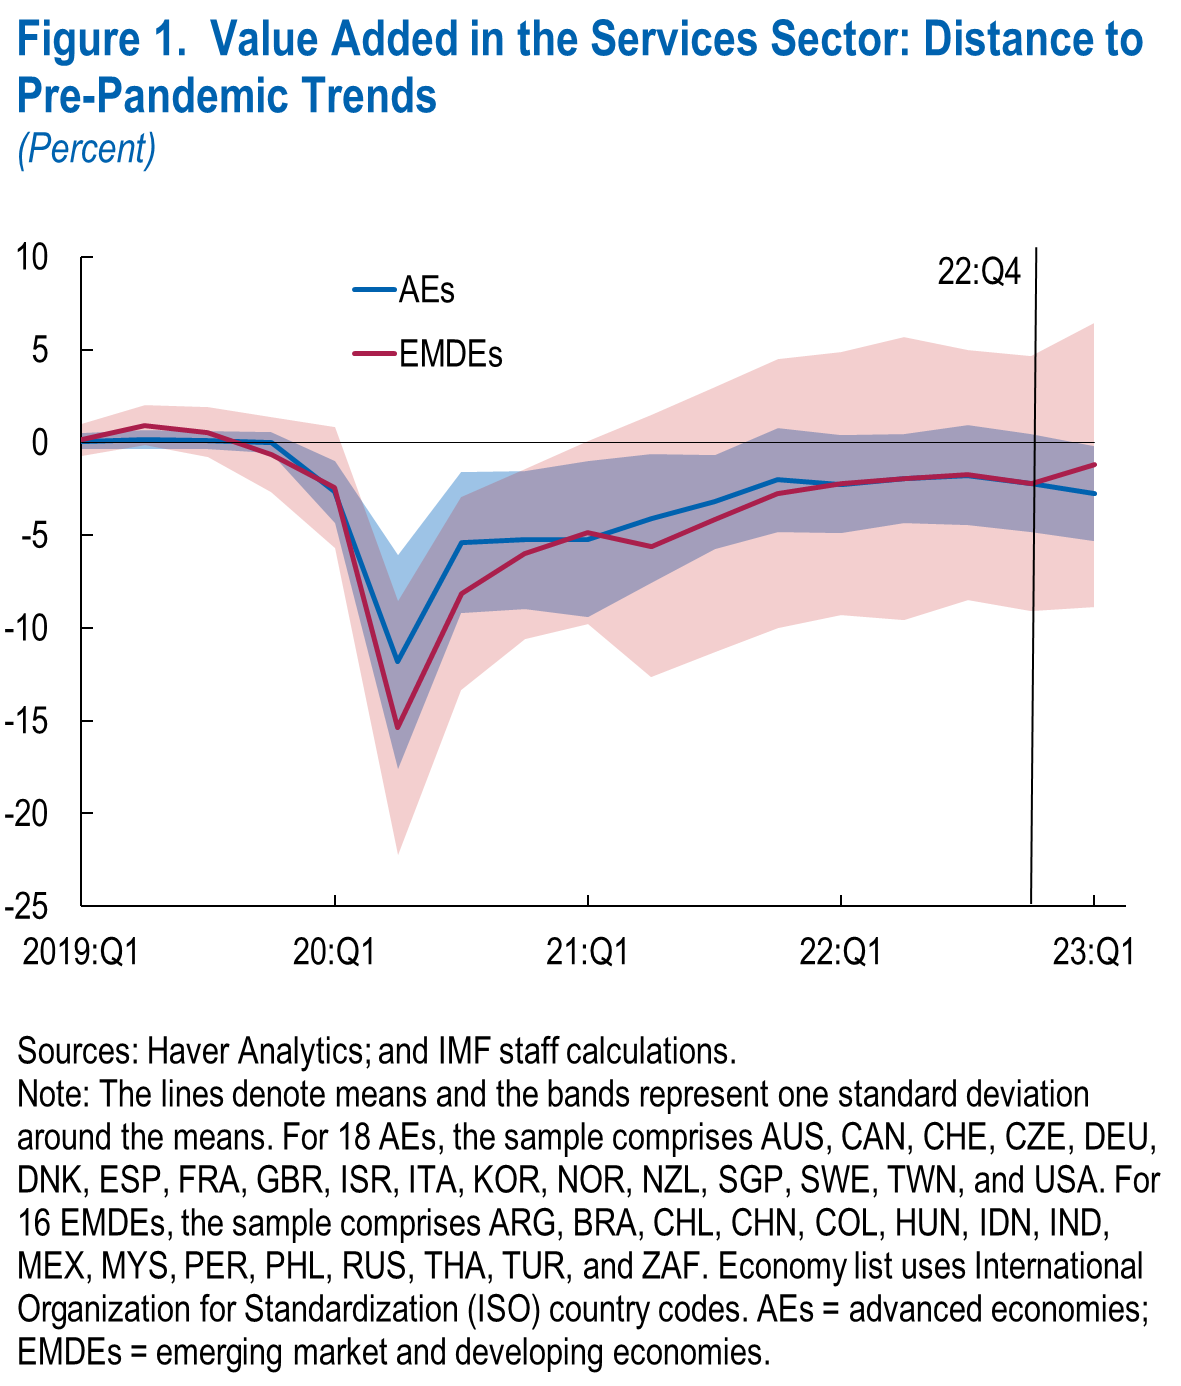 Figure 1.  Value Added in the Services Sector: Distance to
Pre-Pandemic Trends
(Percent)
10
5
0
-5
-10
-15
-20
-25
AEs
EMDEs
22:Q4
2019:Q1
20:Q1
21:Q1
22:Q1
23:Q1
Sources: Haver Analytics; and IMF staff calculations.
Note: The lines denote means and the bands represent one standard deviation
around the means. For 18 AEs, the sample comprises AUS, CAN, CHE, CZE, DEU,
DNK, ESP, FRA, GBR, ISR, ITA, KOR, NOR, NZL, SGP, SWE, TWN, and USA. For
16 EMDEs, the sample comprises ARG, BRA, CHL, CHN, COL, HUN, IDN, IND,
MEX, MYS, PER, PHL, RUS, THA, TUR, and ZAF. Economy list uses International
Organization for Standardization (ISO) country codes. AEs = advanced economies;
EMDEs = emerging market and developing economies.